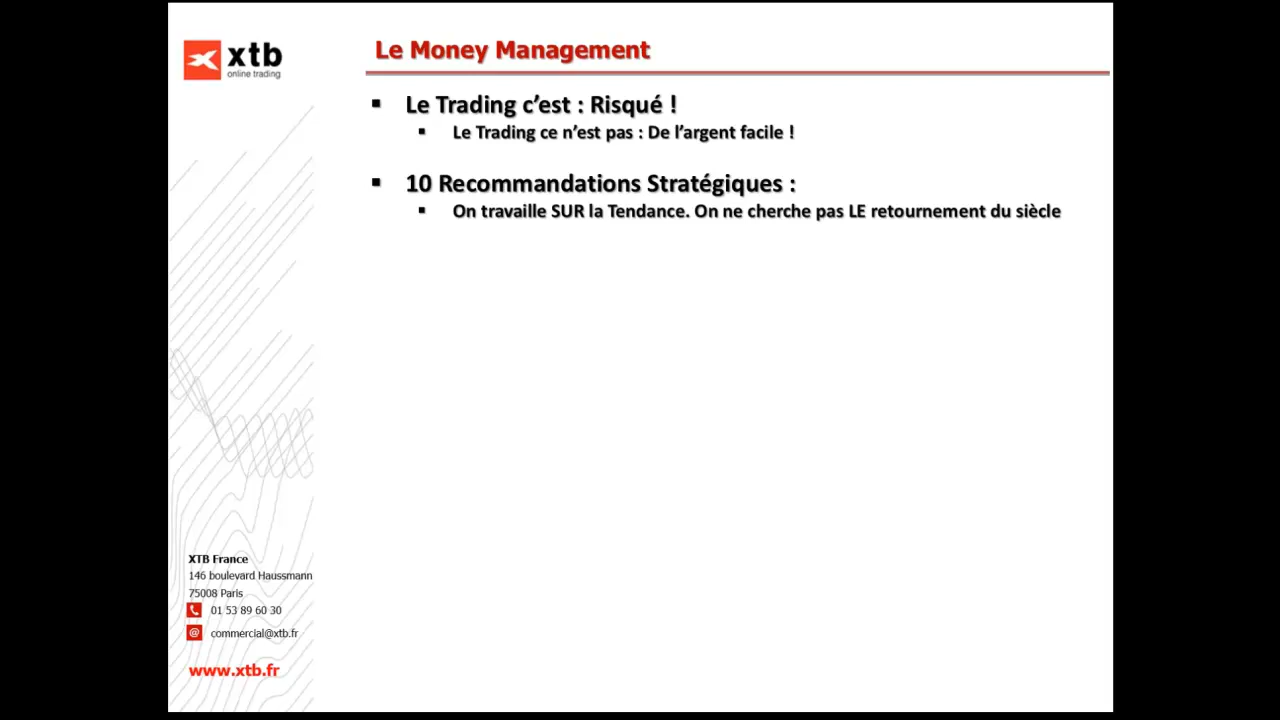 xtb
online trading
Le Money Management
▪ Le Trading c’est : Risqué !
▪ Le Trading ce n’est pas : De l’argent facile !
▪ 10 Recommandations Stratégiques :
▪ On travaille SUR la Tendance. On ne cherche pas LE retournement du siècle
XTB France
146 boulevard Haussmann
75008 Paris
01 53 89 60 30
@ commercial@xtb.fr
www.xtb.fr